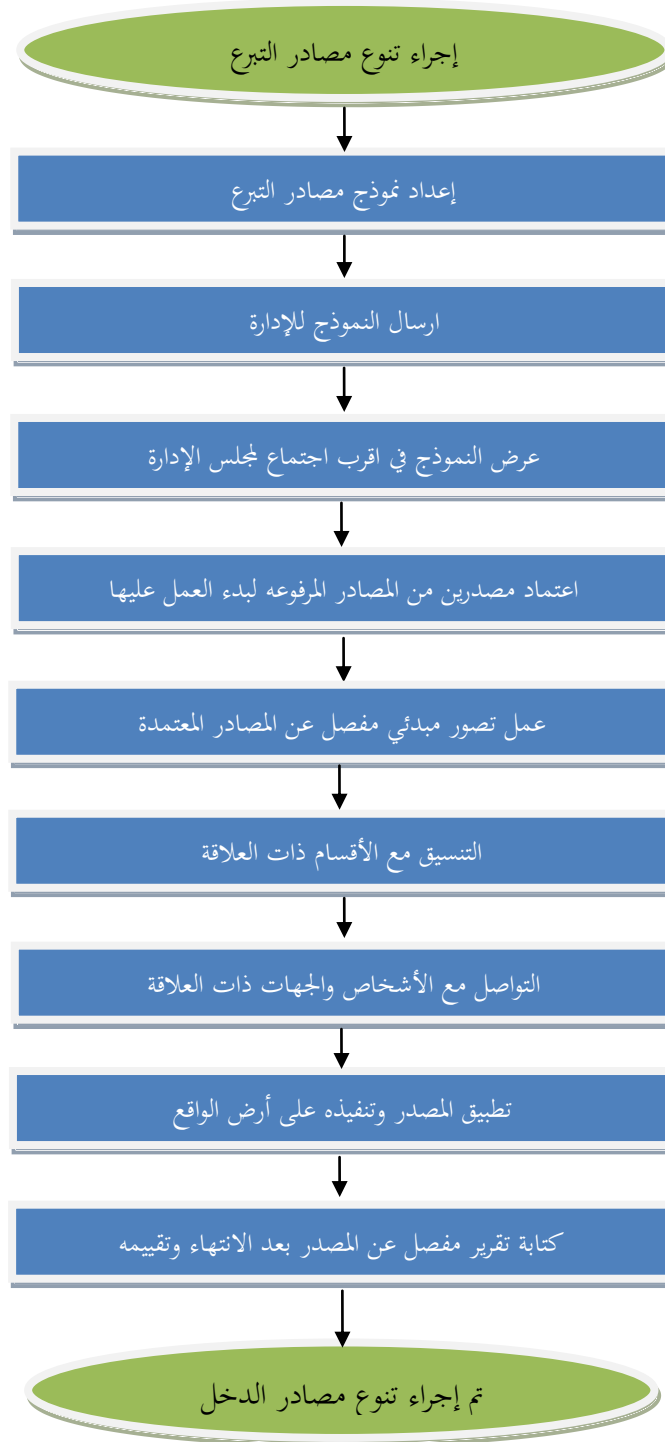 إجراء تنوع مصادر التبرع
إعداد نموذج مصادر التبرع
ارسال النموذج للإدارة
عرض النموذج في اقرب اجتماع لمجلس الإدارة
اعتماد مصدرين من المصادر المرفوعه لبدء العمل عليها
عمل تصور مبدئي مفصل عن المصادر المعتمدة
التنسيق مع الأقسام ذات العلاقة
التواصل مع الأشخاص والجهات ذات العلاقة
تطبيق المصدر وتنفيذه على أرض الواقع
كتابة تقرير مفصل عن المصدر بعد الانتهاء وتقييمه
تم إجراء تنوع مصادر الدخل